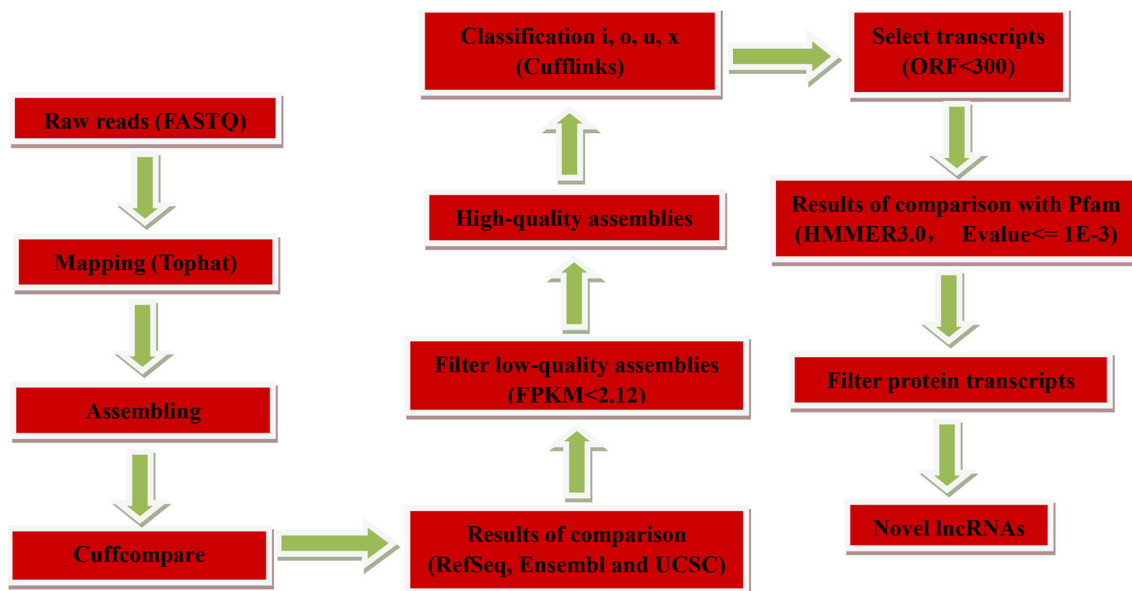 Raw reads (FASTQ)
Mapping (Tophat)
Assembling
Cuffcompare
Results of comparison
(RefSeq, Ensembl and UCSC)
Filter low-quality assemblies
(FPKM<2.12)
High-quality assemblies
Classification i, o, u, x
(Cufflinks)
Select transcripts
(ORF<300)
Results of comparison with Pfam
(HMMER3.0, Evalue<= 1E-3)
Filter protein transcripts
Novel lncRNAs